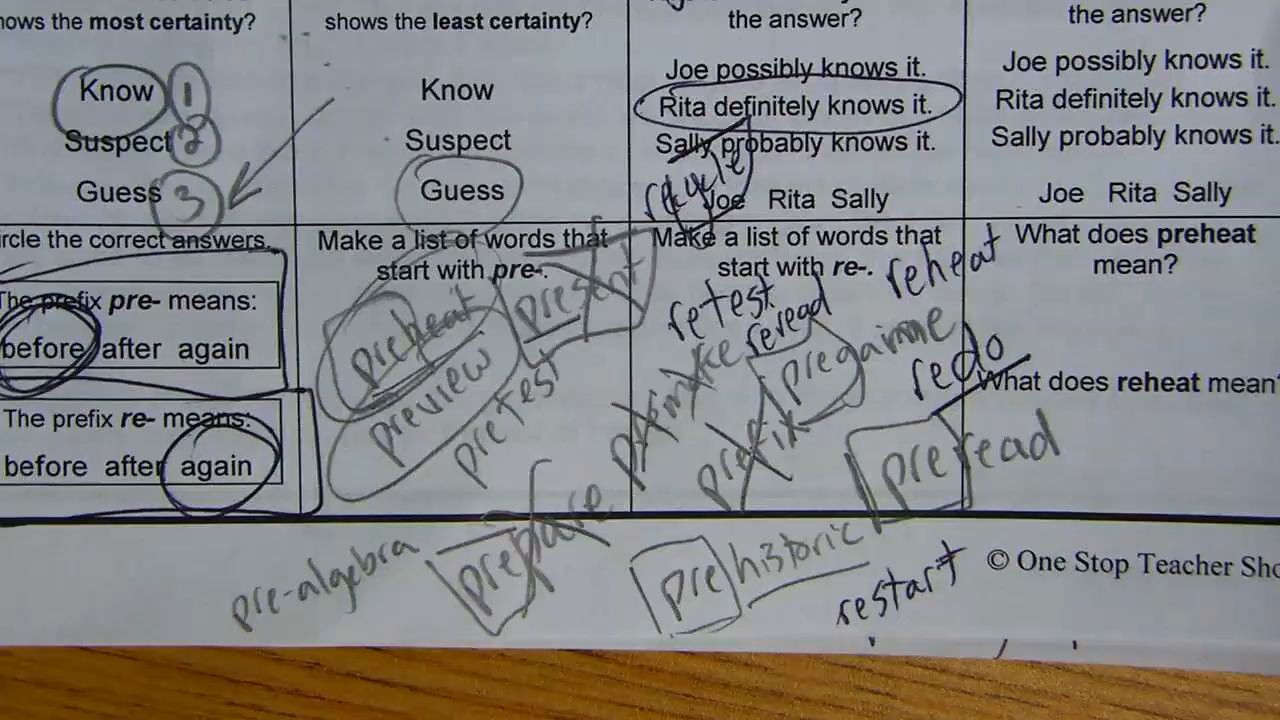 hows the most certainty?
Know 1
Suspect 2
Guess 3
shows the least certainty?
Know
Suspect
Guess
the answer?
Joe possibly knows it.
Rita definitely knows it.
Sally probably knows it.
Joe Rita Sally
the answer?
Joe possibly knows it.
Rita definitely knows it.
Sally probably knows it.
Joe Rita Sally
ircle the correct answers.
The prefix pre- means:
before after again
The prefix re- means:
before after again
Make a list of words that
start with pre-.
preheat
present
preview
pretest
prepare
pre-algebra
Make a list of words that
start with re-.
recycle
reheat
retest
reread
pregame
redo
prefix
preread
prehistoric
restart
What does preheat
mean?
What does reheat mean?
© One Stop Teacher Sho